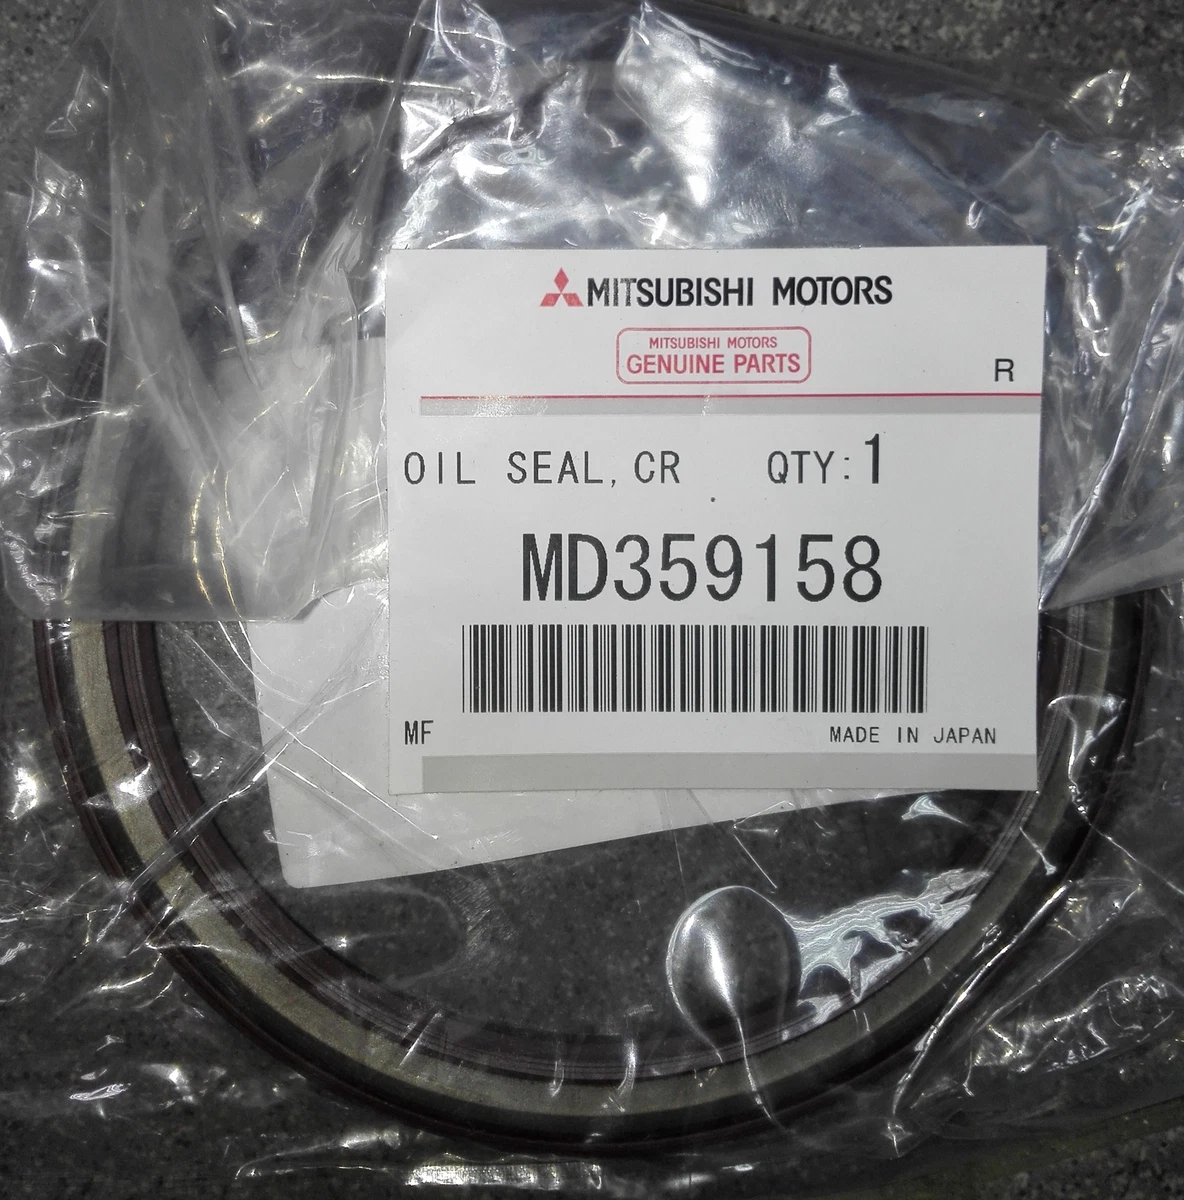 MITSUBISHI MOTORS
MITSUBISHI MOTORS
GENUINE PARTS
R
OIL SEAL, CR QTY:1
MD359158
MF MADE IN JAPAN